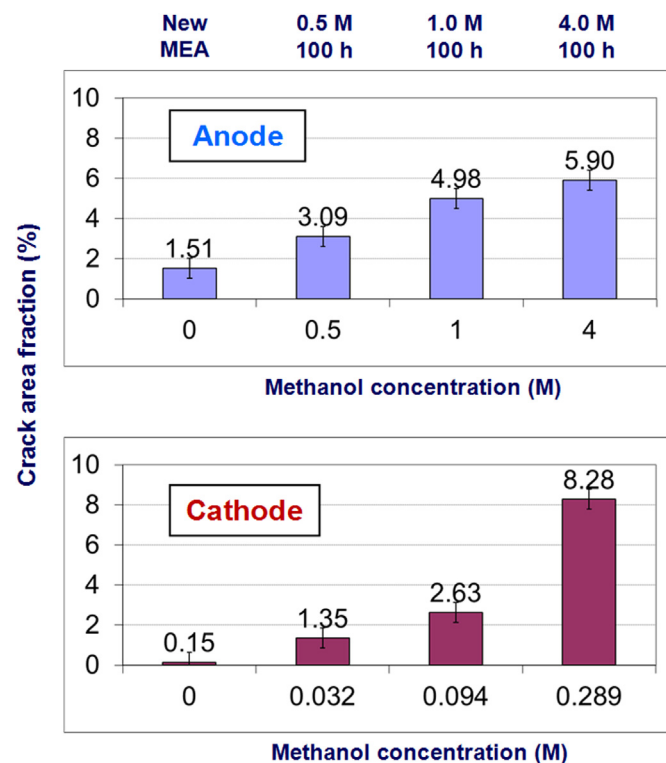 New 0.5 M 1.0 M 4.0 M
MEA 100 h 100 h 100 h
Crack area fraction (%)
10
8
6
4
2
0
Anode
1.51
3.09
4.98
5.90
0 0.5 1 4
Methanol concentration (M)
10
8
6
4
2
0
Cathode
0.15
1.35
2.63
8.28
0 0.032 0.094 0.289
Methanol concentration (M)